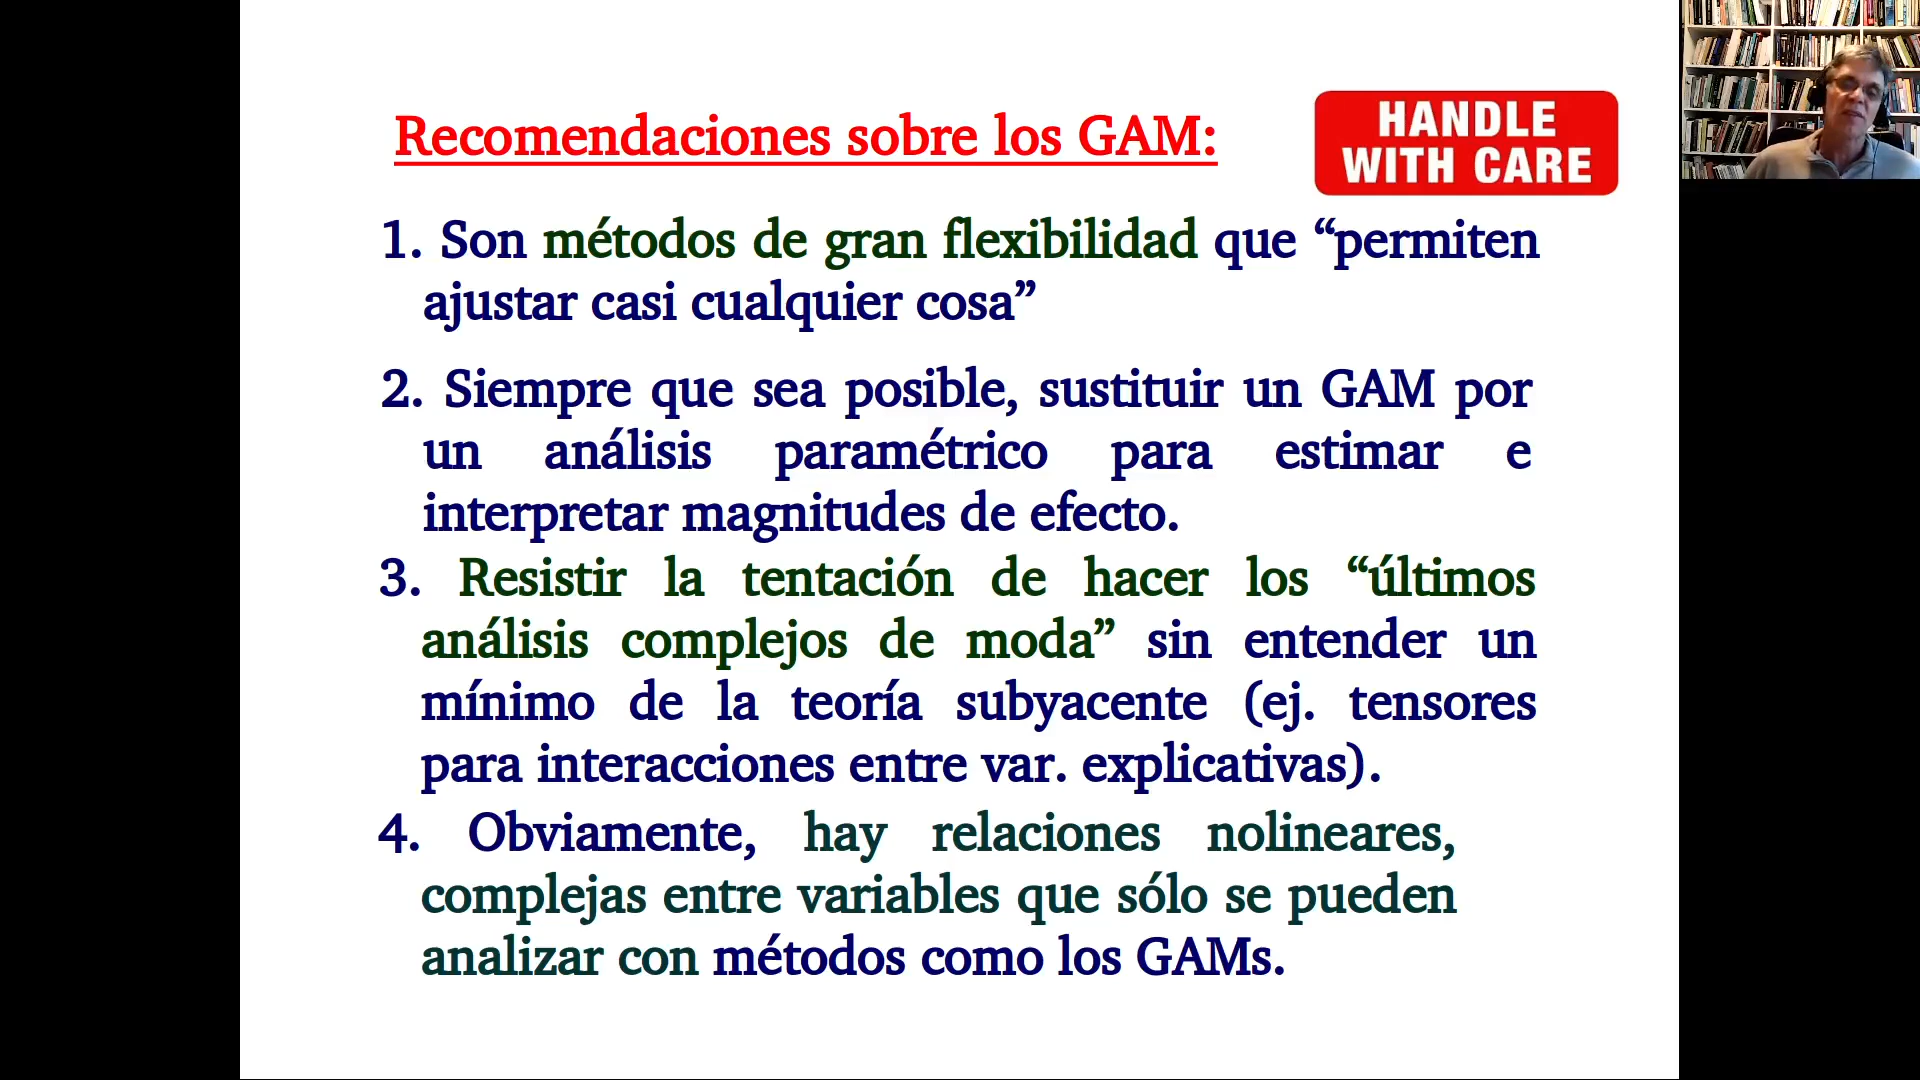 Recomendaciones sobre los GAM:
HANDLE
WITH CARE
1. Son métodos de gran flexibilidad que “permiten
ajustar casi cualquier cosa”
2. Siempre que sea posible, sustituir un GAM por
un análisis paramétrico para estimar e
interpretar magnitudes de efecto.
3. Resistir la tentación de hacer los “últimos
análisis complejos de moda” sin entender un
mínimo de la teoría subyacente (ej. tensores
para interacciones entre var. explicativas).
4. Obviamente, hay relaciones nolineares,
complejas entre variables que sólo se pueden
analizar con métodos como los GAMs.